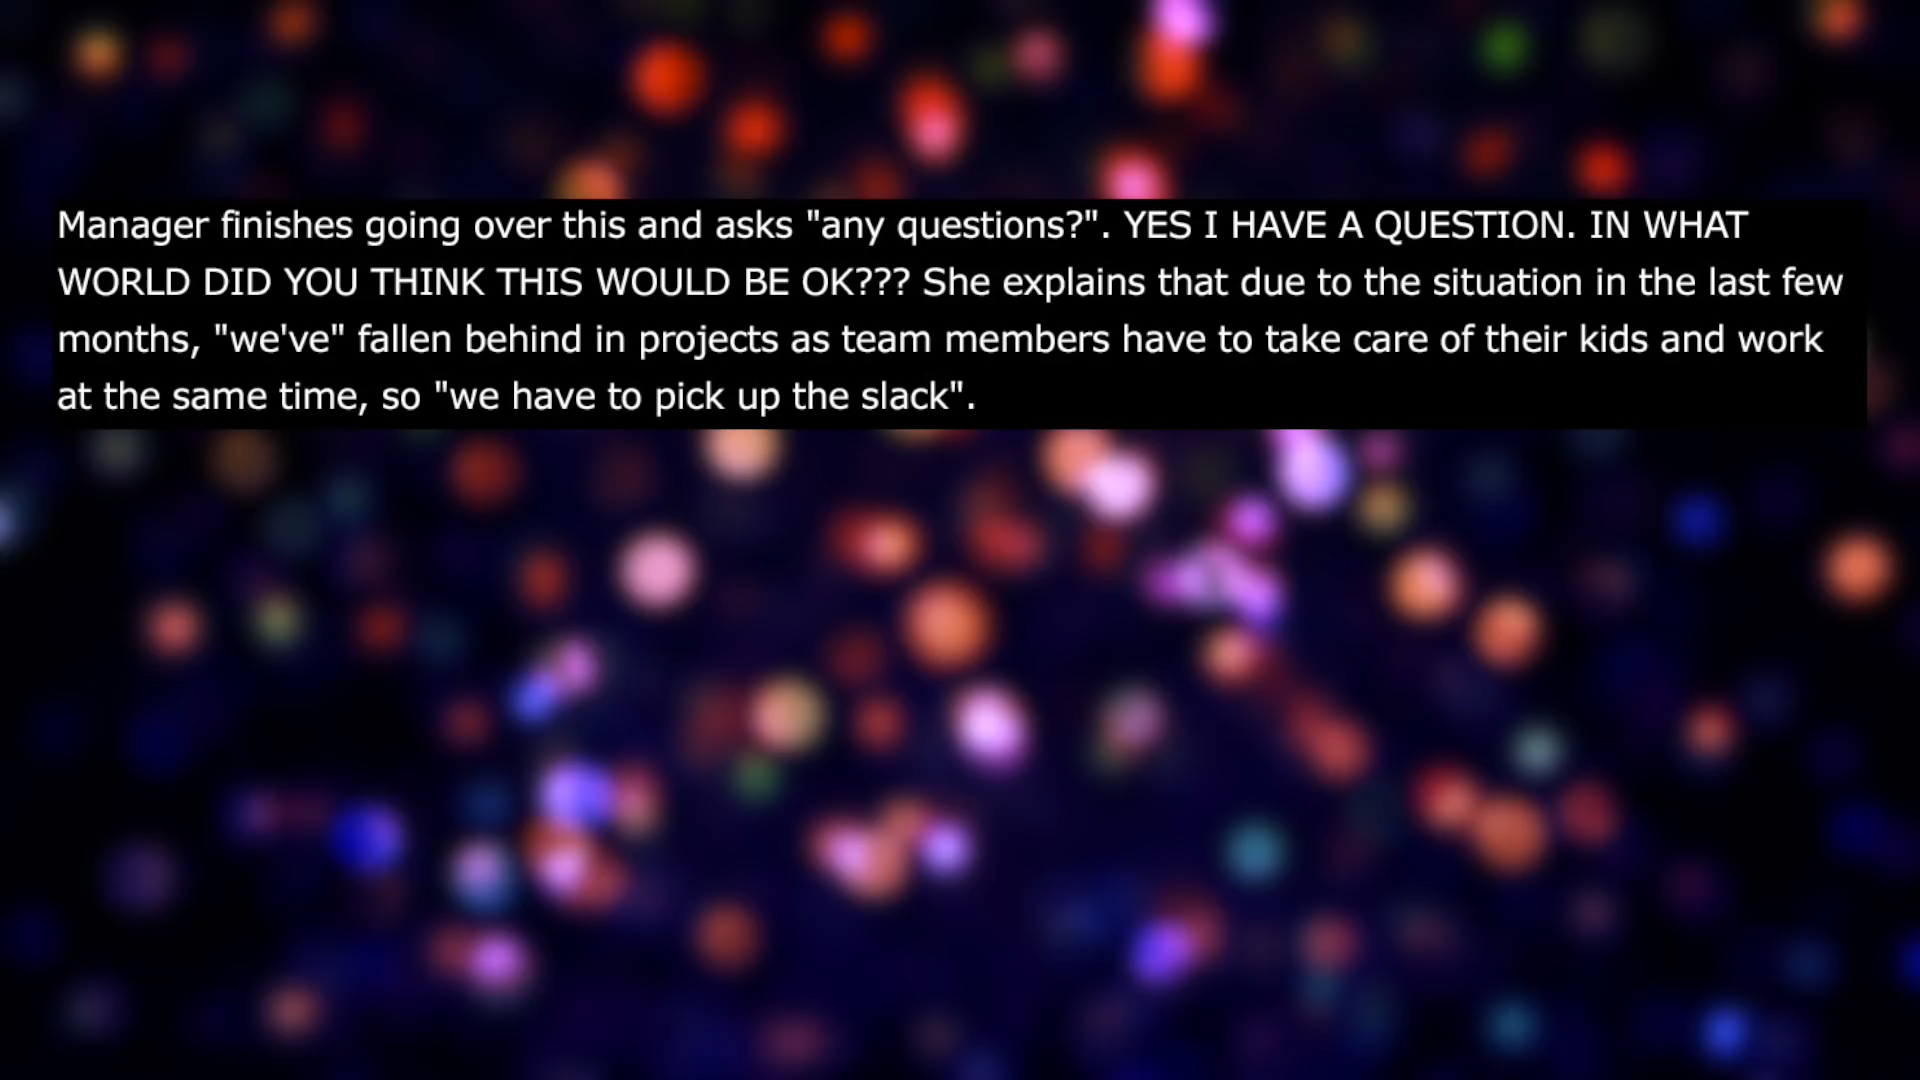 Manager finishes going over this and asks "any questions?". YES I HAVE A QUESTION. IN WHAT
WORLD DID YOU THINK THIS WOULD BE OK??? She explains that due to the situation in the last few
months, "we've" fallen behind in projects as team members have to take care of their kids and work
at the same time, so "we have to pick up the slack".